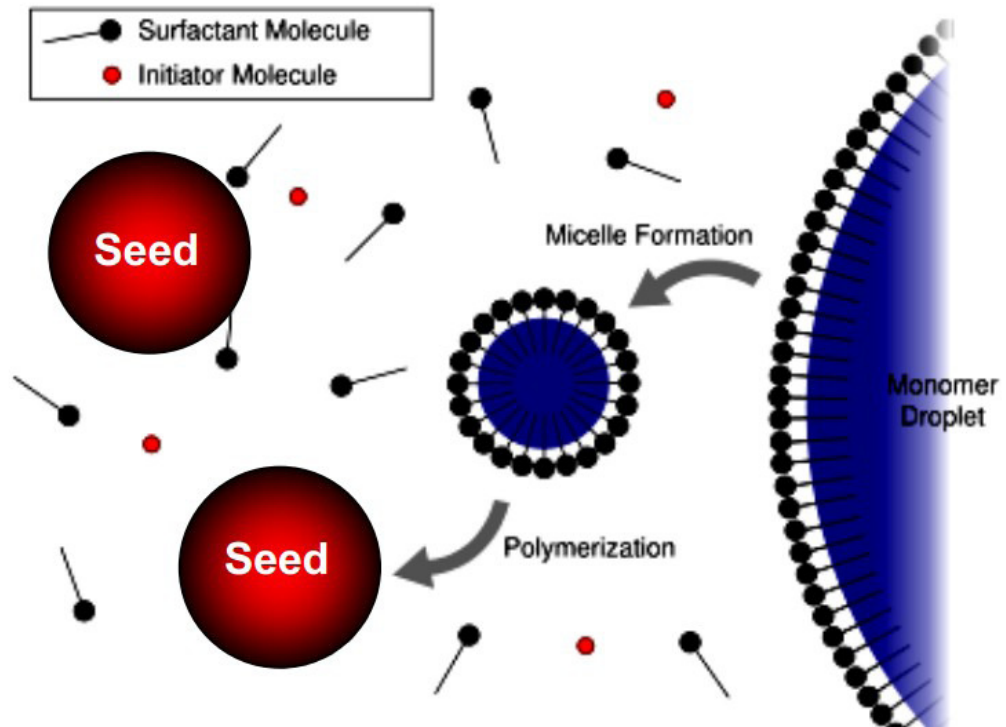 Surfactant Molecule
Initiator Molecule
Seed
Micelle Formation
Monomer
Droplet
Polymerization
Seed